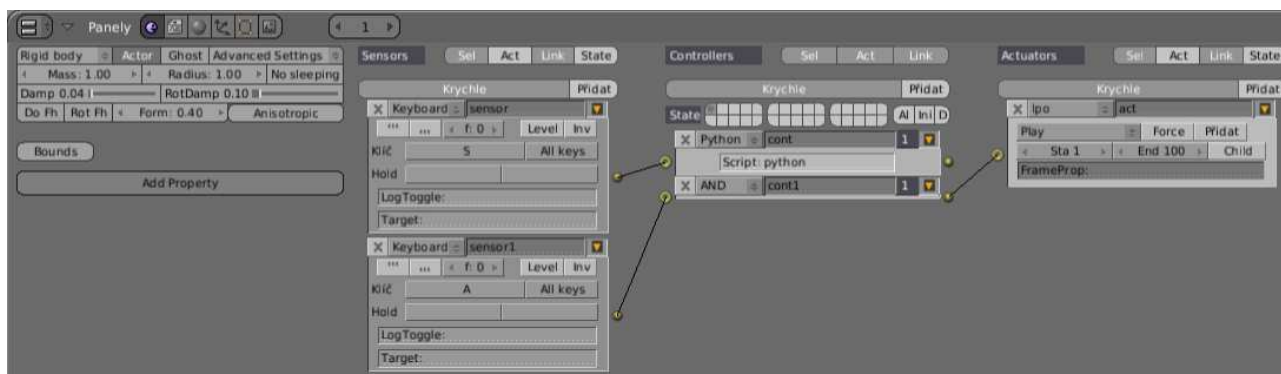 Panely 1
Rigid body Actor Ghost Advanced Settings
Mass: 1.00 Radius: 1.00 No sleeping
Damp 0.04 RotDamp 0.10
Do Fh Rot Fh Form: 0.40 Anisotropic
Bounds
Add Property
Sensors Sel Act Link State
Krychle Přidat
Keyboard sensor
''' ... f: 0 Level Inv
Klíč S All keys
Hold
LogToggle:
Target:
Keyboard sensor1
''' ... f: 0 Level Inv
Klíč A All keys
Hold
LogToggle:
Target:
Controllers Sel Act Link
Krychle Přidat
State Al Ini D
Python cont 1
Script: python
AND cont1 1
Actuators Sel Act Link State
Krychle Přidat
Ipo act
Play Force Přidat
Sta 1 End 100 Child
FrameProp: